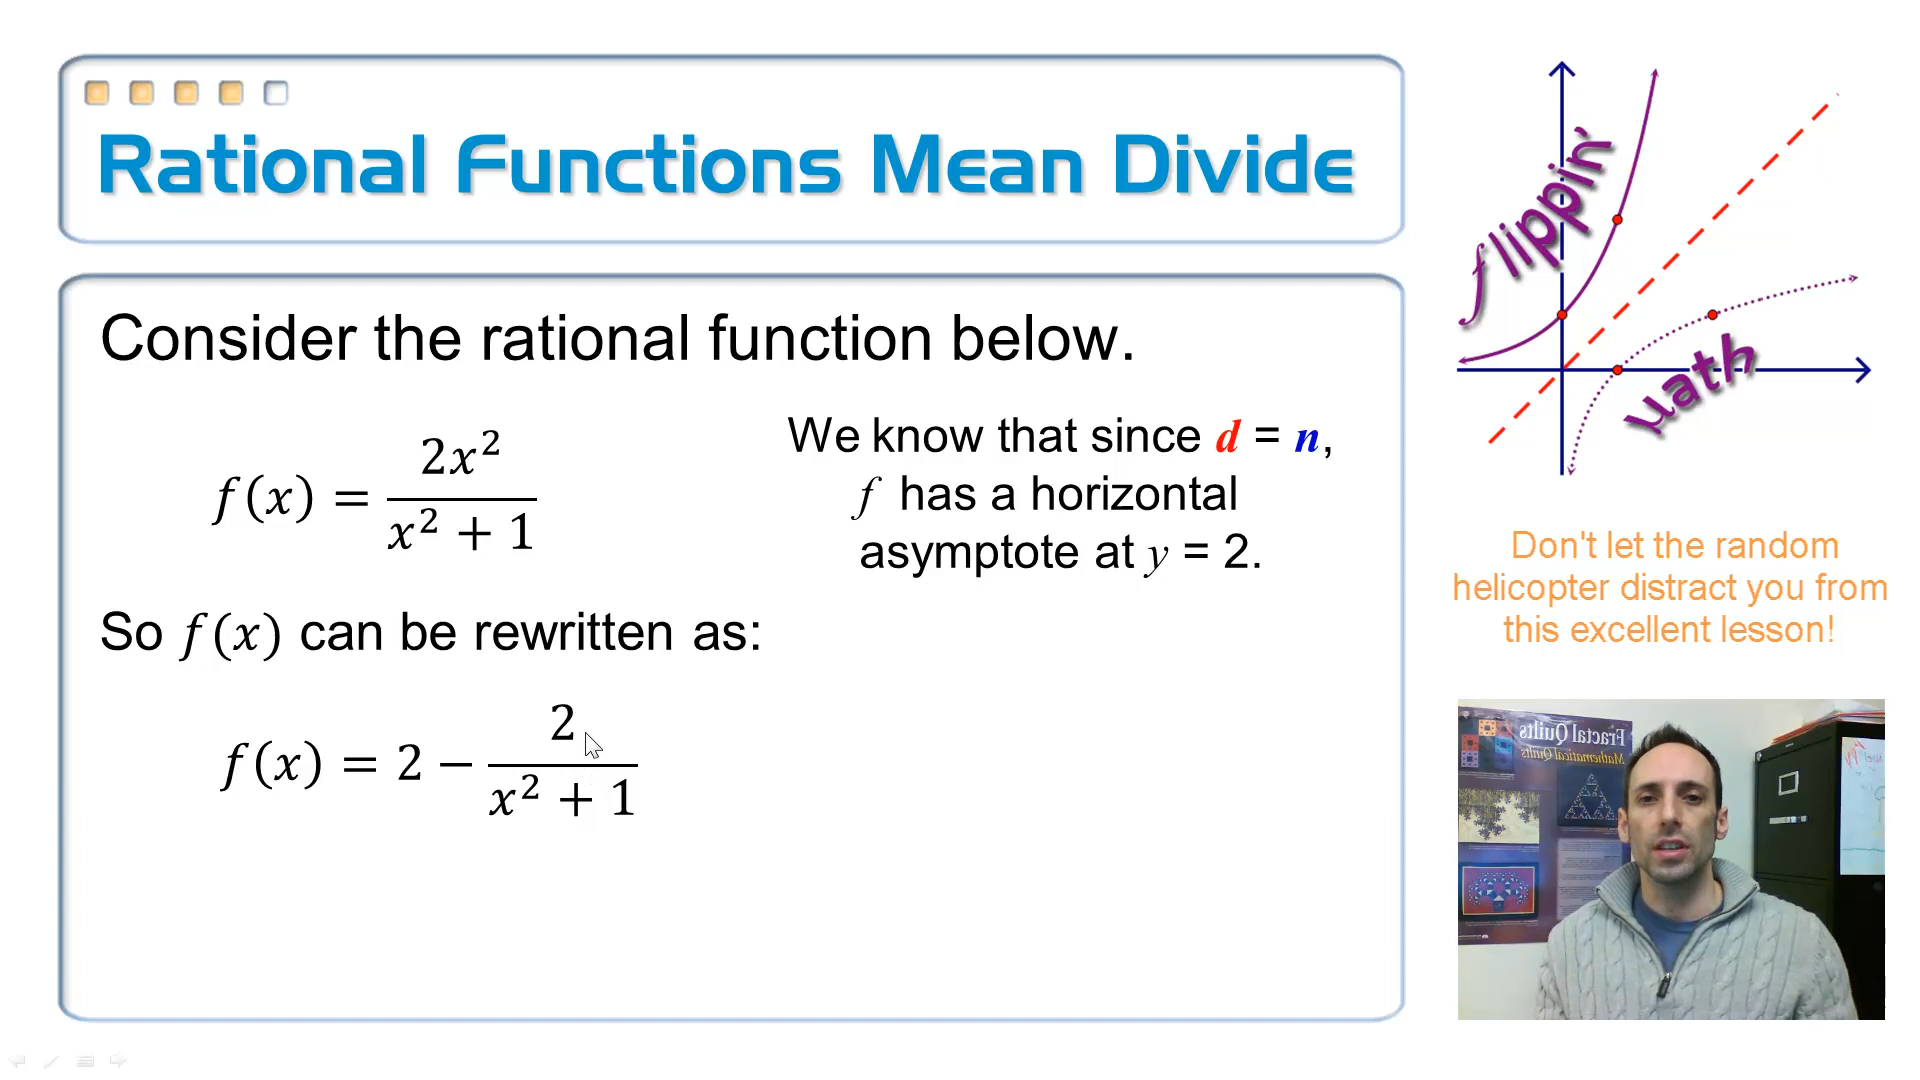 Rational Functions Mean Divide
Consider the rational function below.
f(x) = 2x² / (x² + 1)
We know that since d = n,
f has a horizontal
asymptote at y = 2.
So f(x) can be rewritten as:
f(x) = 2 − 2 / (x² + 1)
flippin'
math
Don't let the random
helicopter distract you from
this excellent lesson!
Fractal Quilts
Mathematical Quilts